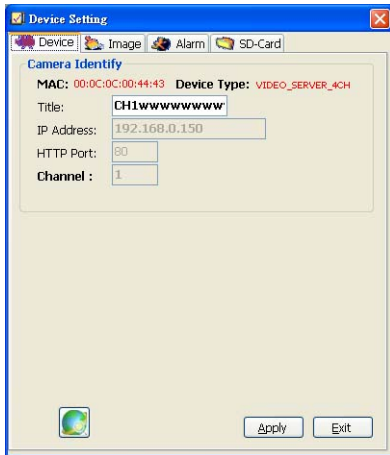 Device Setting
Device Image Alarm SD-Card
Camera Identify
MAC: 00:0C:0C:00:44:43 Device Type: VIDEO_SERVER_4CH
Title: CH1wwwwwwww
IP Address: 192.168.0.150
HTTP Port: 80
Channel : 1
Apply Exit